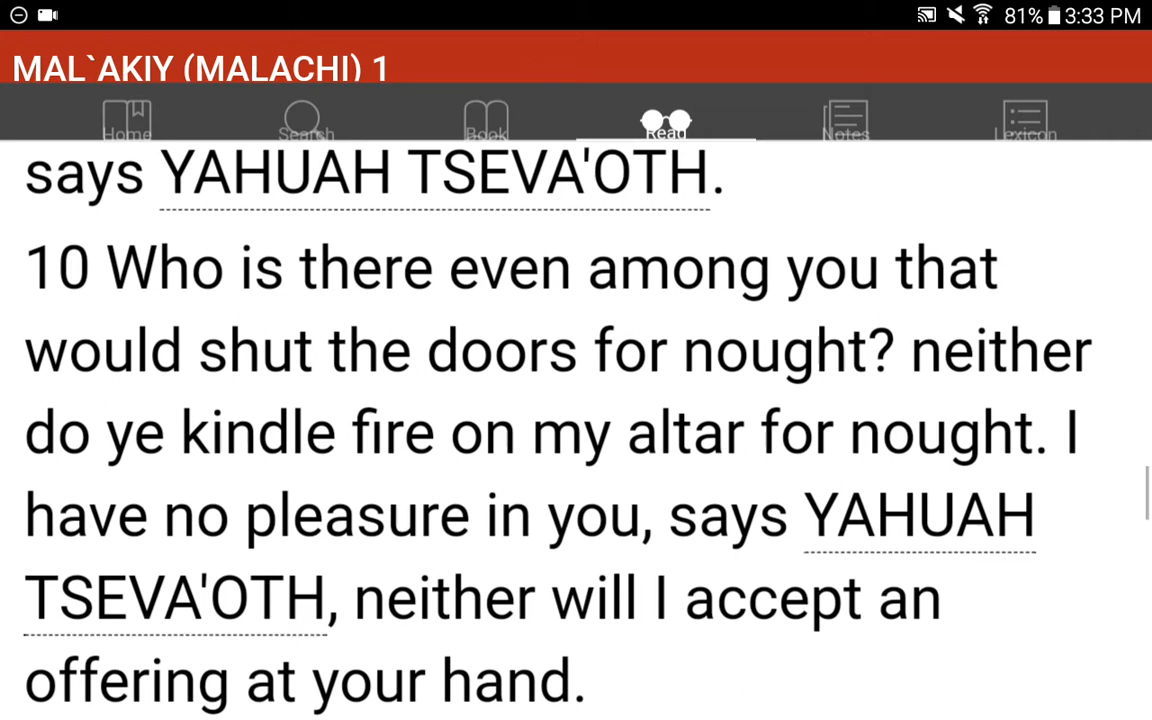 81% 3:33 PM
MAL`AKIY (MALACHI) 1
Home Search Book Read Notes Lexicon
says YAHUAH TSEVA'OTH.
10 Who is there even among you that
would shut the doors for nought? neither
do ye kindle fire on my altar for nought. I
have no pleasure in you, says YAHUAH
TSEVA'OTH, neither will I accept an
offering at your hand.